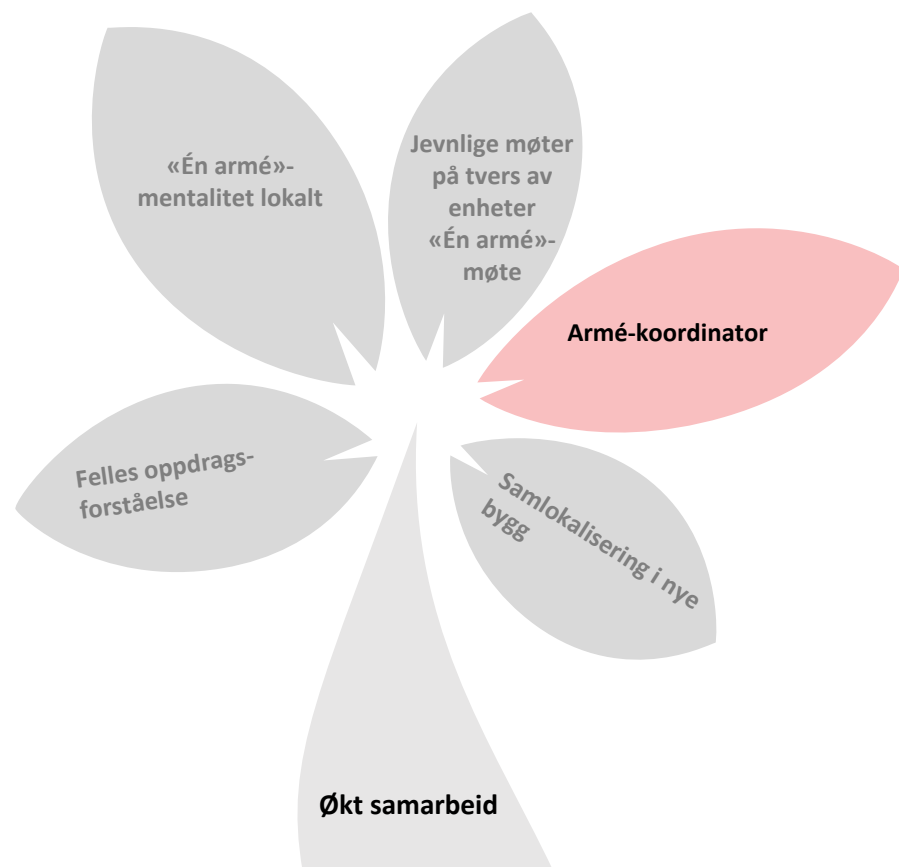 «Én armé»-
mentalitet lokalt
Jevnlige møter
på tvers av
enheter
«Én armé»-
møte
Armé-koordinator
Felles oppdrags-
forståelse
Samlokalisering i nye
bygg
Økt samarbeid